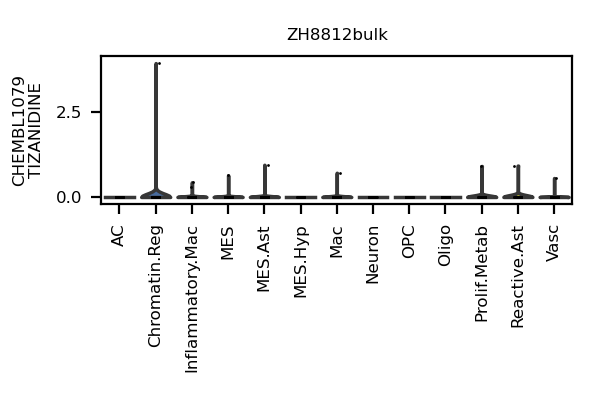 ZH8812bulk
CHEMBL1079
TIZANIDINE
2.5
0.0
AC
Chromatin.Reg
Inflammatory.Mac
MES
MES.Ast
MES.Hyp
Mac
Neuron
OPC
Oligo
Prolif.Metab
Reactive.Ast
Vasc